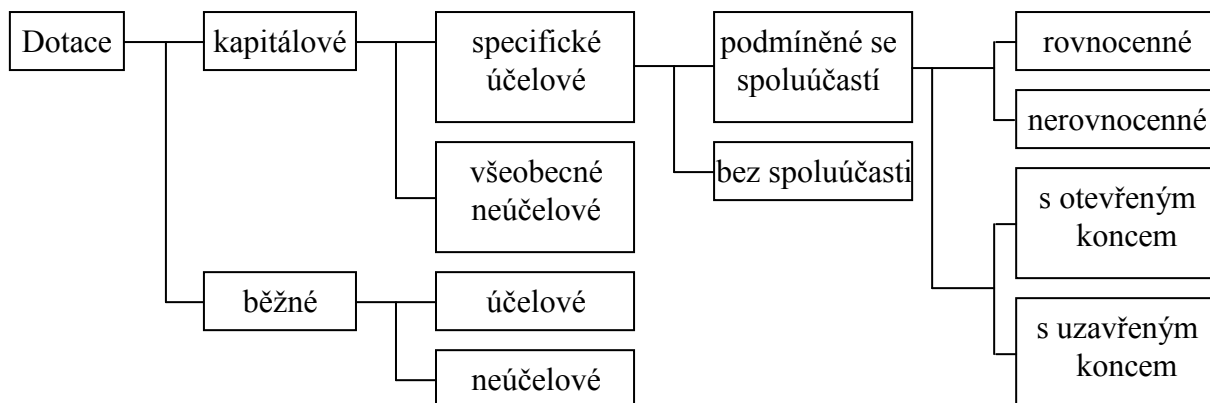 Dotace
kapitálové
specifické
účelové
podmíněné se
spoluúčastí
rovnocenné
nerovnocenné
všeobecné
neúčelové
bez spoluúčasti
s otevřeným
koncem
běžné
účelové
s uzavřeným
koncem
neúčelové